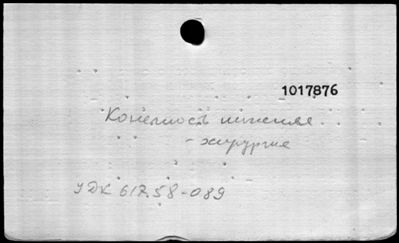 1017876
Конечность нижняя
- хирургия
УДК 617.58-089